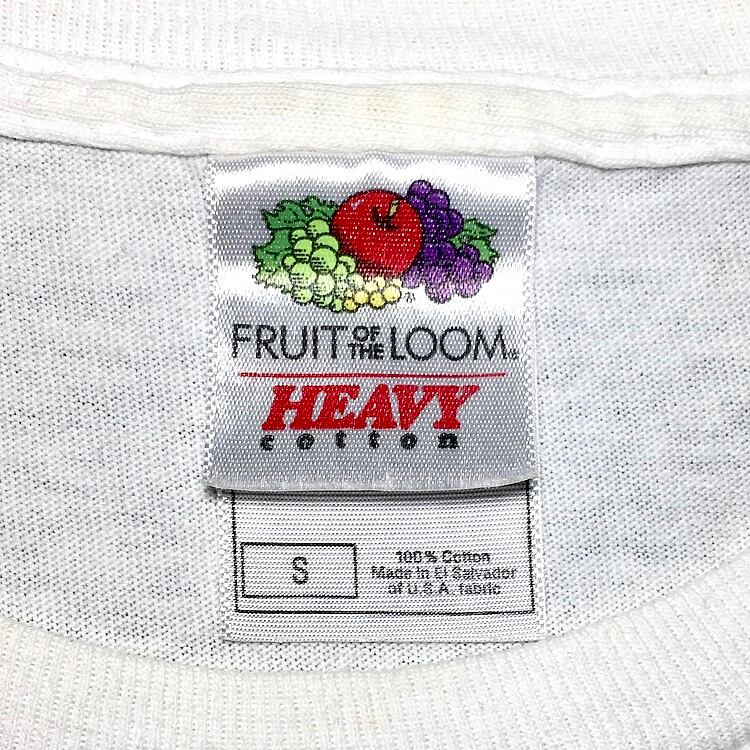 ®
FRUIT OF THE LOOM®
HEAVY
cotton
S
100% Cotton
Made in El Salvador
of U.S.A. fabric